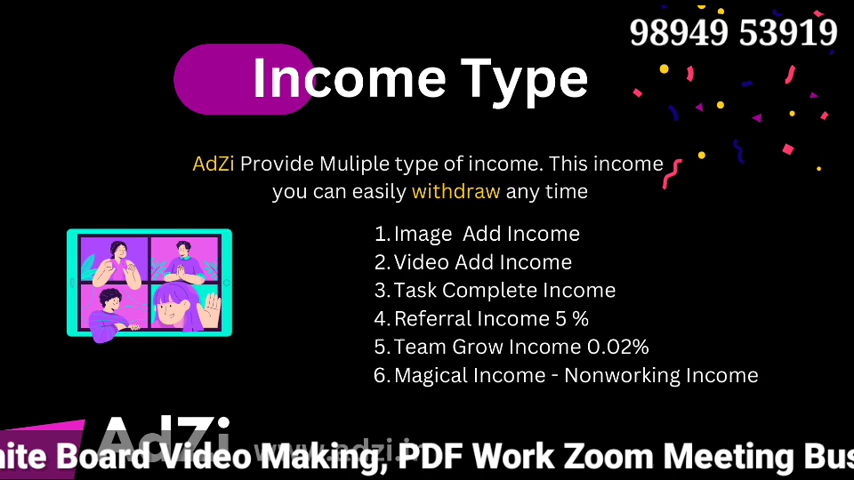 98949 53919
Income Type
AdZi Provide Muliple type of income. This income
you can easily withdraw any time
1. Image Add Income
2. Video Add Income
3. Task Complete Income
4. Referral Income 5 %
5. Team Grow Income 0.02%
6. Magical Income - Nonworking Income
AdZi
Board Video Making, PDF Work Zoom Meeting